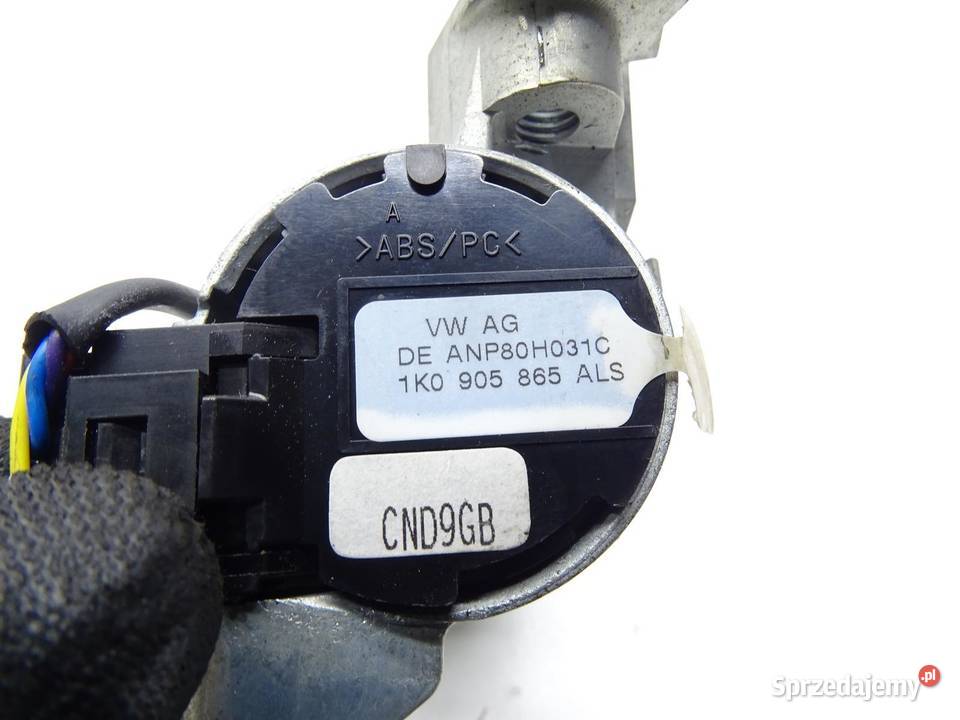 A
>ABS/PC<
VW AG
DE ANP80H031C
1K0 905 865 ALS
CND9GB
Sprzedajemy.pl